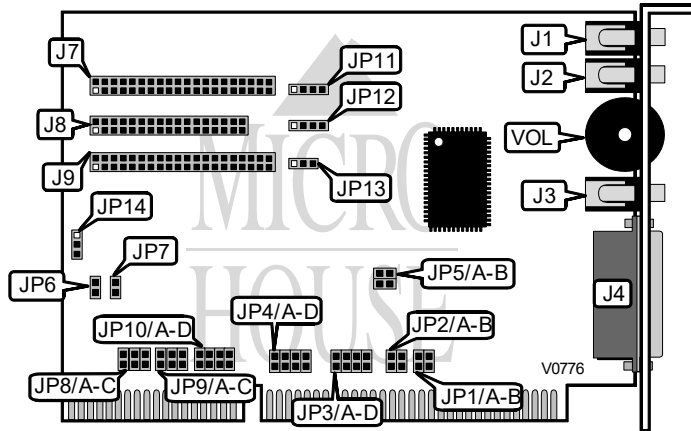 J7
J1
JP11
J2
JP12
J8
VOL
J9
JP13
MICRO
J3
JP14
JP7
HOUSE
JP5/A-B
JP6
J4
JP4/A-D
JP2/A-B
JP10/A-D
V0776
JP8/A-C
JP9/A-C
JP3/A-D
JP1/A-B